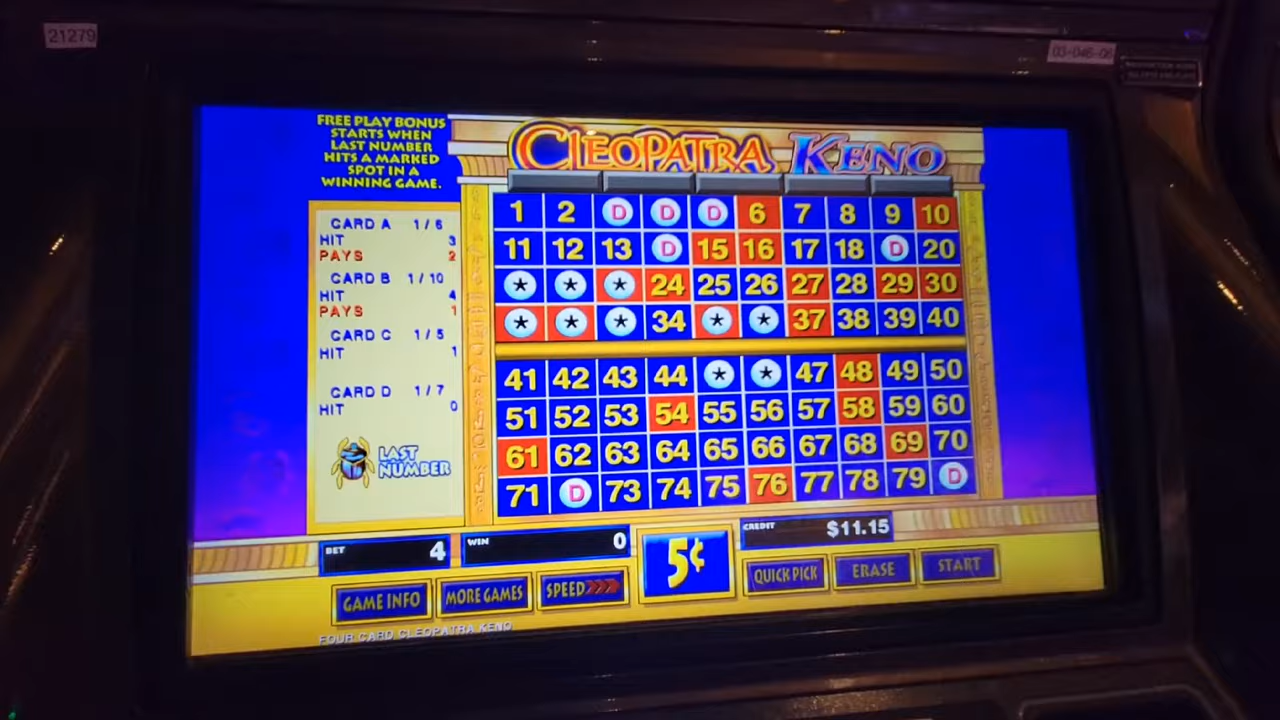 21279
03-046-06
FREE PLAY BONUS
STARTS WHEN
LAST NUMBER
HITS A MARKED
SPOT IN A
WINNING GAME.
CLEOPATRA KENO
CARD A 1/6
HIT 3
PAYS 2
CARD B 1/10
HIT 4
PAYS 1
CARD C 1/5
HIT 1
CARD D 1/7
HIT 0
LAST
NUMBER
1 2 D D D 6 7 8 9 10
11 12 13 D 15 16 17 18 D 20
24 25 26 27 28 29 30
34 37 38 39 40
41 42 43 44 47 48 49 50
51 52 53 54 55 56 57 58 59 60
61 62 63 64 65 66 67 68 69 70
71 D 73 74 75 76 77 78 79 D
BET 4
WIN 0
5¢
CREDIT $11.15
GAME INFO
MORE GAMES
SPEED
QUICK PICK
ERASE
START
FOUR CARD CLEOPATRA KENO